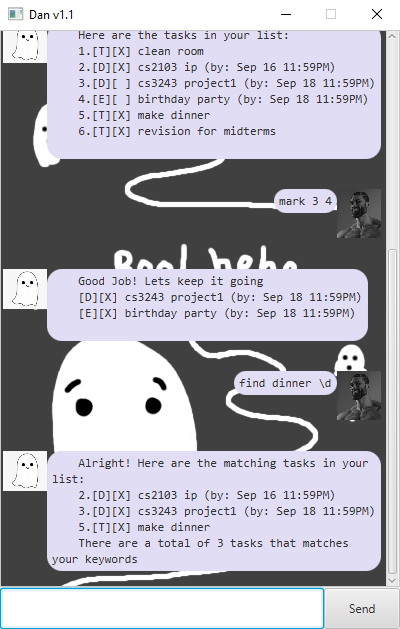 Dan v1.1
Here are the tasks in your list:
1.[T][X] clean room
2.[D][X] cs2103 ip (by: Sep 16 11:59PM)
3.[D][ ] cs3243 project1 (by: Sep 18 11:59PM)
4.[E][ ] birthday party (by: Sep 18 11:59PM)
5.[T][X] make dinner
6.[T][X] revision for midterms
mark 3 4
Boo! hehe
Good Job! Lets keep it going
[D][X] cs3243 project1 (by: Sep 18 11:59PM)
[E][X] birthday party (by: Sep 18 11:59PM)
find dinner \d
Alright! Here are the matching tasks in your
list:
2.[D][X] cs2103 ip (by: Sep 16 11:59PM)
3.[D][X] cs3243 project1 (by: Sep 18 11:59PM)
5.[T][X] make dinner
There are a total of 3 tasks that matches
your keywords
Send